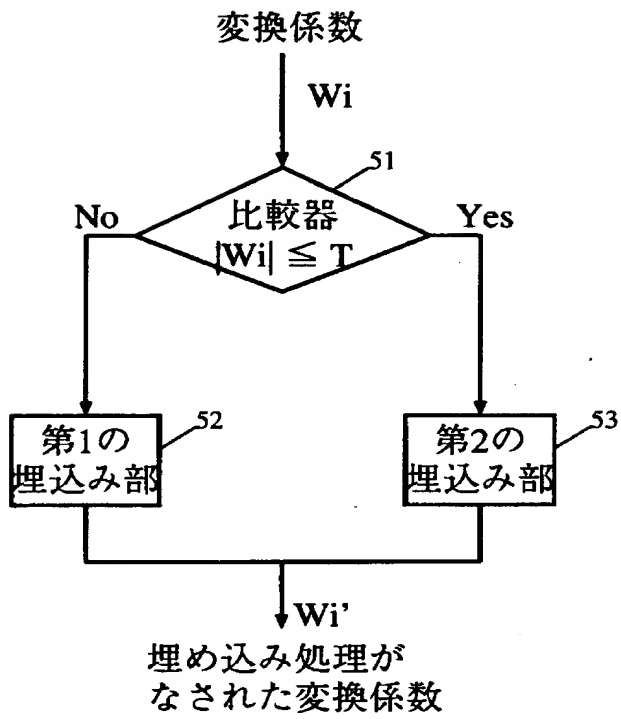 変換係数
Wi
51
No
比較器
Yes
|Wi| ≦ T
第1の
埋込み部
52
第2の
埋込み部
53
Wi'
埋め込み処理が
なされた変換係数